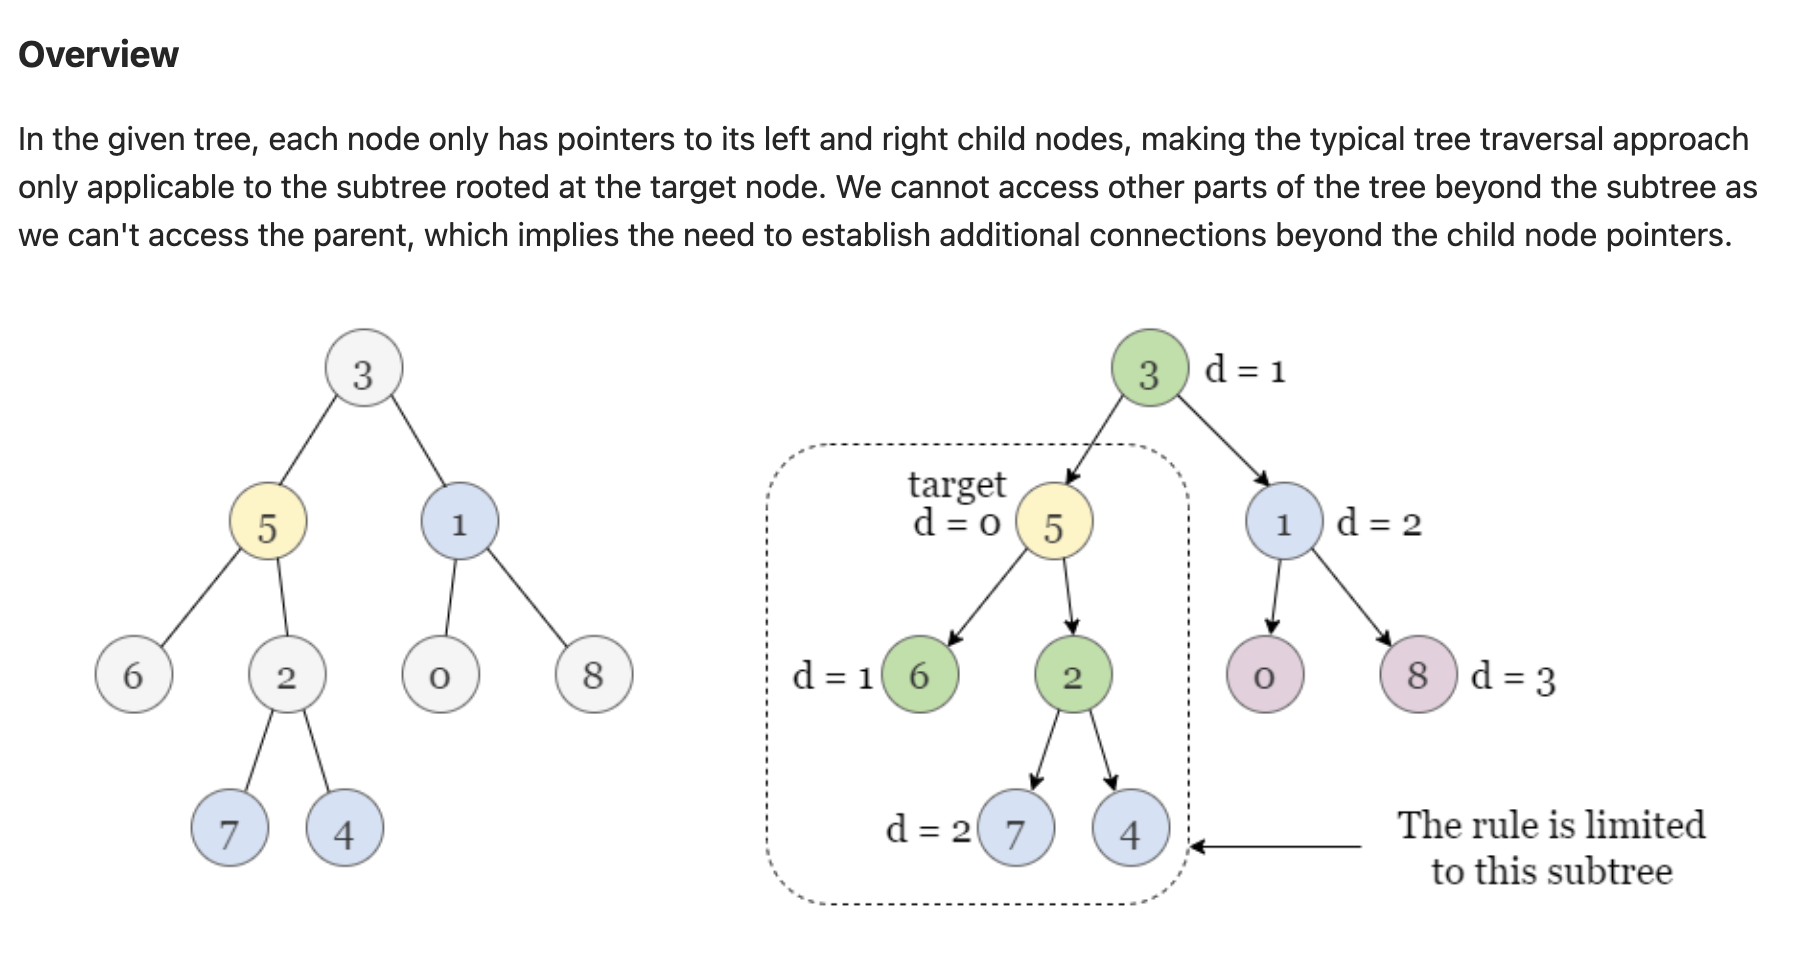 Overview
In the given tree, each node only has pointers to its left and right child nodes, making the typical tree traversal approach
only applicable to the subtree rooted at the target node. We cannot access other parts of the tree beyond the subtree as
we can't access the parent, which implies the need to establish additional connections beyond the child node pointers.
3
5
1
6
2
0
8
7
4
3 d = 1
target
d = 0 5
1 d = 2
d = 1 6
2
0
8 d = 3
d = 2 7
4
The rule is limited
to this subtree